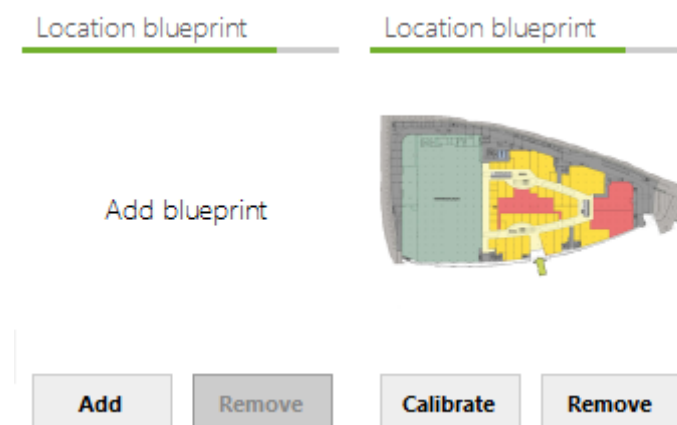 Location blueprint
Add blueprint
Add
Remove
Location blueprint
Calibrate
Remove